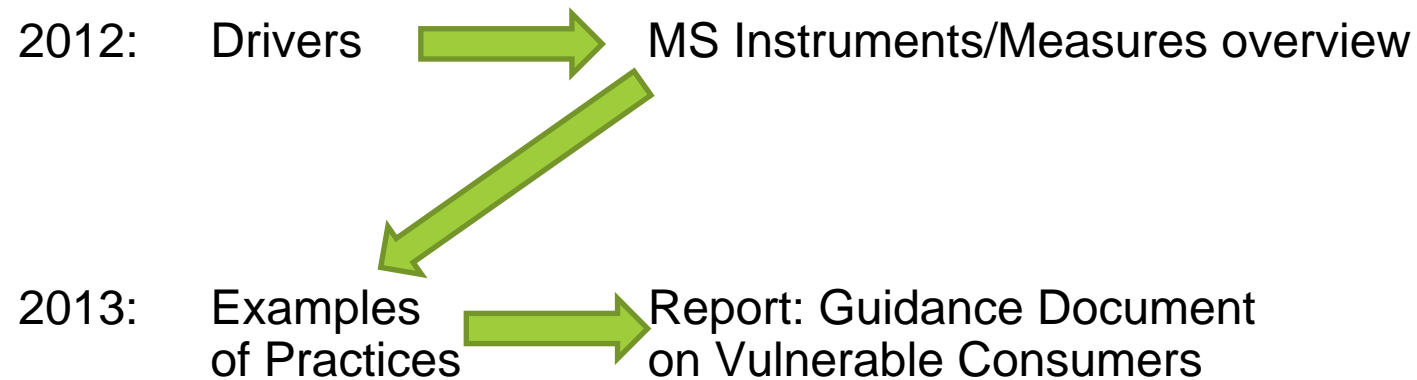 2012: Drivers MS Instruments/Measures overview
2013: Examples Report: Guidance Document
of Practices on Vulnerable Consumers